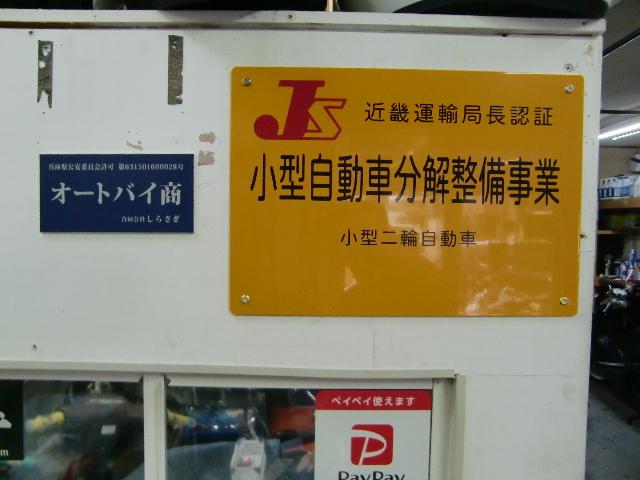 兵庫県公安委員会許可 第631501600028号
オートバイ商
合同会社しらさぎ
JS
近畿運輸局長認証
小型自動車分解整備事業
小型二輪自動車
ペイペイ使えます
PayPay
m